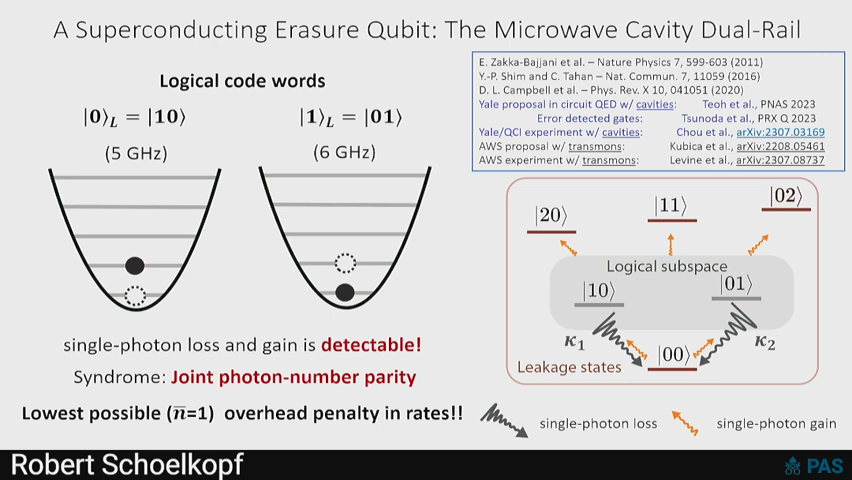 A Superconducting Erasure Qubit: The Microwave Cavity Dual-Rail
Logical code words
|0⟩L = |10⟩
|1⟩L = |01⟩
(5 GHz)
(6 GHz)
single-photon loss and gain is detectable!
Syndrome: Joint photon-number parity
Lowest possible (n̅=1) overhead penalty in rates!!
E. Zakka-Bajjani et al. – Nature Physics 7, 599-603 (2011)
Y.-P. Shim and C. Tahan – Nat. Commun. 7, 11059 (2016)
D. L. Campbell et al. – Phys. Rev. X 10, 041051 (2020)
Yale proposal in circuit QED w/ cavities: Teoh et al., PNAS 2023
Error detected gates: Tsunoda et al., PRX Q 2023
Yale/QCI experiment w/ cavities: Chou et al., arXiv:2307.03169
AWS proposal w/ transmons: Kubica et al., arXiv:2208.05461
AWS experiment w/ transmons: Levine et al., arXiv:2307.08737
|20⟩ |11⟩ |02⟩
Logical subspace
|10⟩ |01⟩
κ1 |00⟩ κ2
Leakage states
single-photon loss single-photon gain
Robert Schoelkopf
PAS